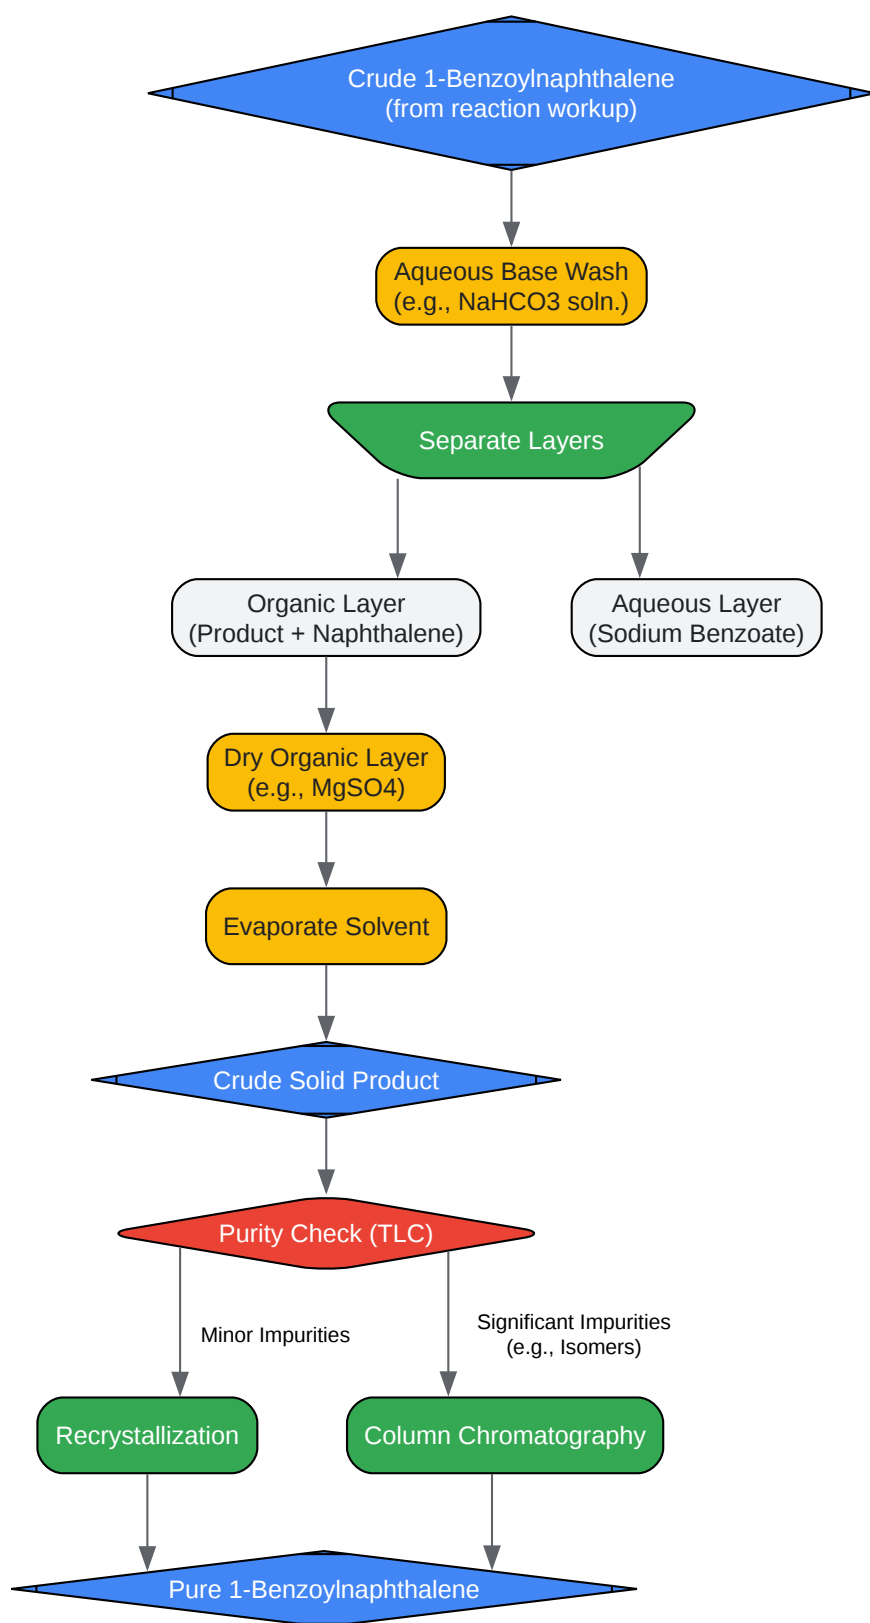 Crude 1-Benzoylnaphthalene
(from reaction workup)
Aqueous Base Wash
(e.g., NaHCO3 soln.)
Separate Layers
Organic Layer
(Product + Naphthalene)
Aqueous Layer
(Sodium Benzoate)
Dry Organic Layer
(e.g., MgSO4)
Evaporate Solvent
Crude Solid Product
Purity Check (TLC)
Minor Impurities
Significant Impurities
(e.g., Isomers)
Recrystallization
Column Chromatography
Pure 1-Benzoylnaphthalene